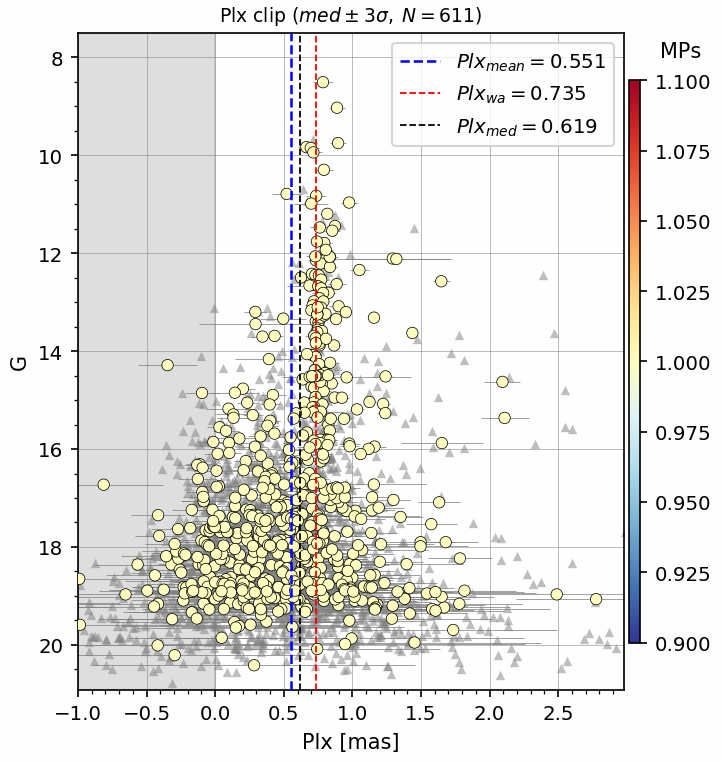 Plx clip (med ± 3σ, N = 611)
MPs
Plx_mean = 0.551
Plx_wa = 0.735
Plx_med = 0.619
G
8
10
12
14
16
18
20
−1.0 −0.5 0.0 0.5 1.0 1.5 2.0 2.5
Plx [mas]
1.100
1.075
1.050
1.025
1.000
0.975
0.950
0.925
0.900